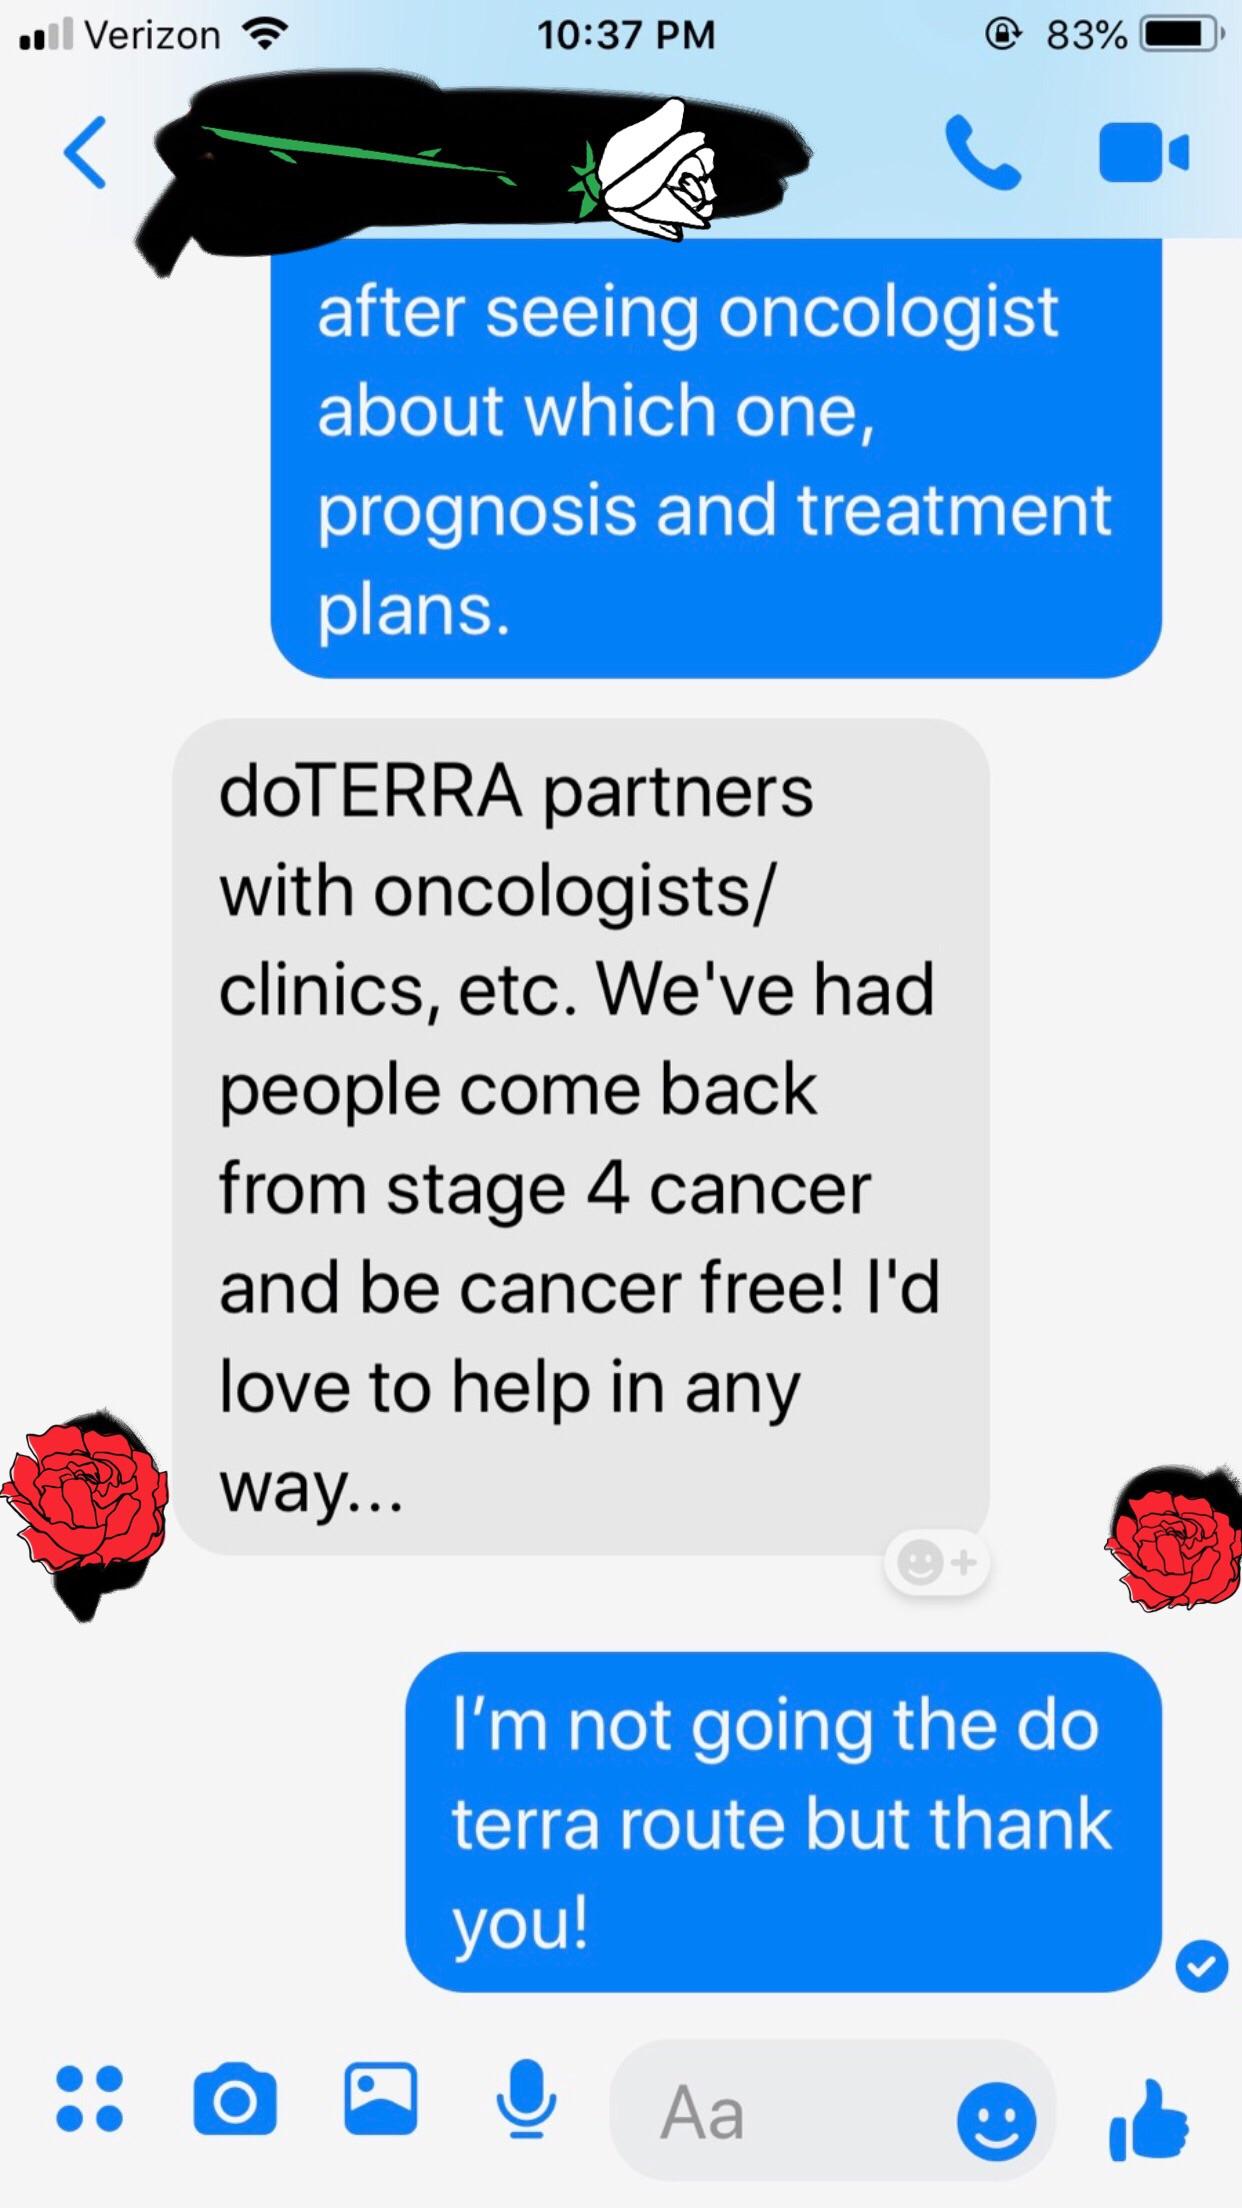 Verizon 10:37 PM 83%
after seeing oncologist
about which one,
prognosis and treatment
plans.
doTERRA partners
with oncologists/
clinics, etc. We've had
people come back
from stage 4 cancer
and be cancer free! I'd
love to help in any
way...
I’m not going the do
terra route but thank
you!
Aa